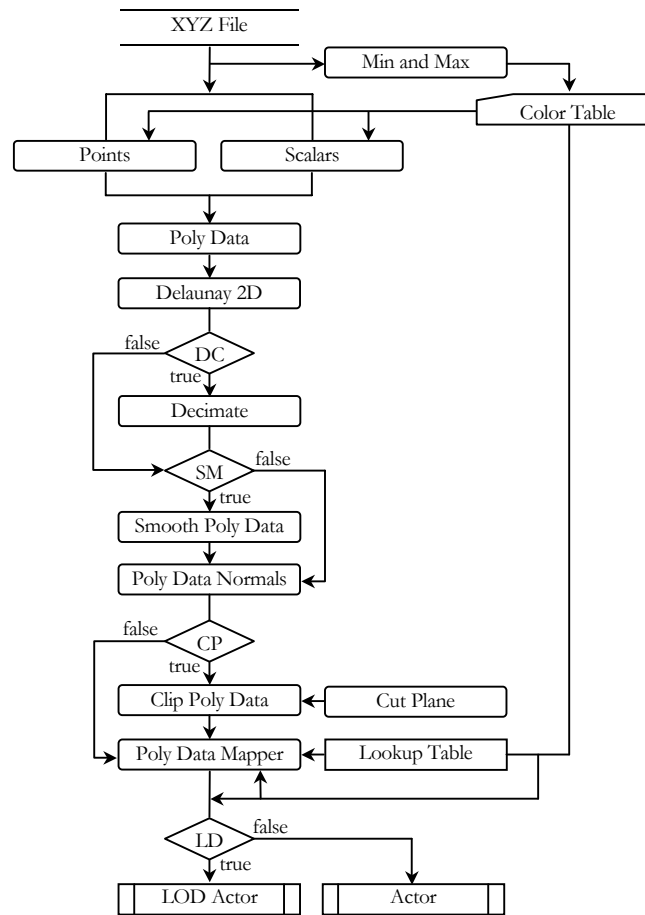 XYZ File
Min and Max
Color Table
Points
Scalars
Poly Data
Delaunay 2D
false
DC
true
Decimate
SM
false
true
Smooth Poly Data
Poly Data Normals
false
CP
true
Clip Poly Data
Cut Plane
Poly Data Mapper
Lookup Table
LD
false
true
LOD Actor
Actor